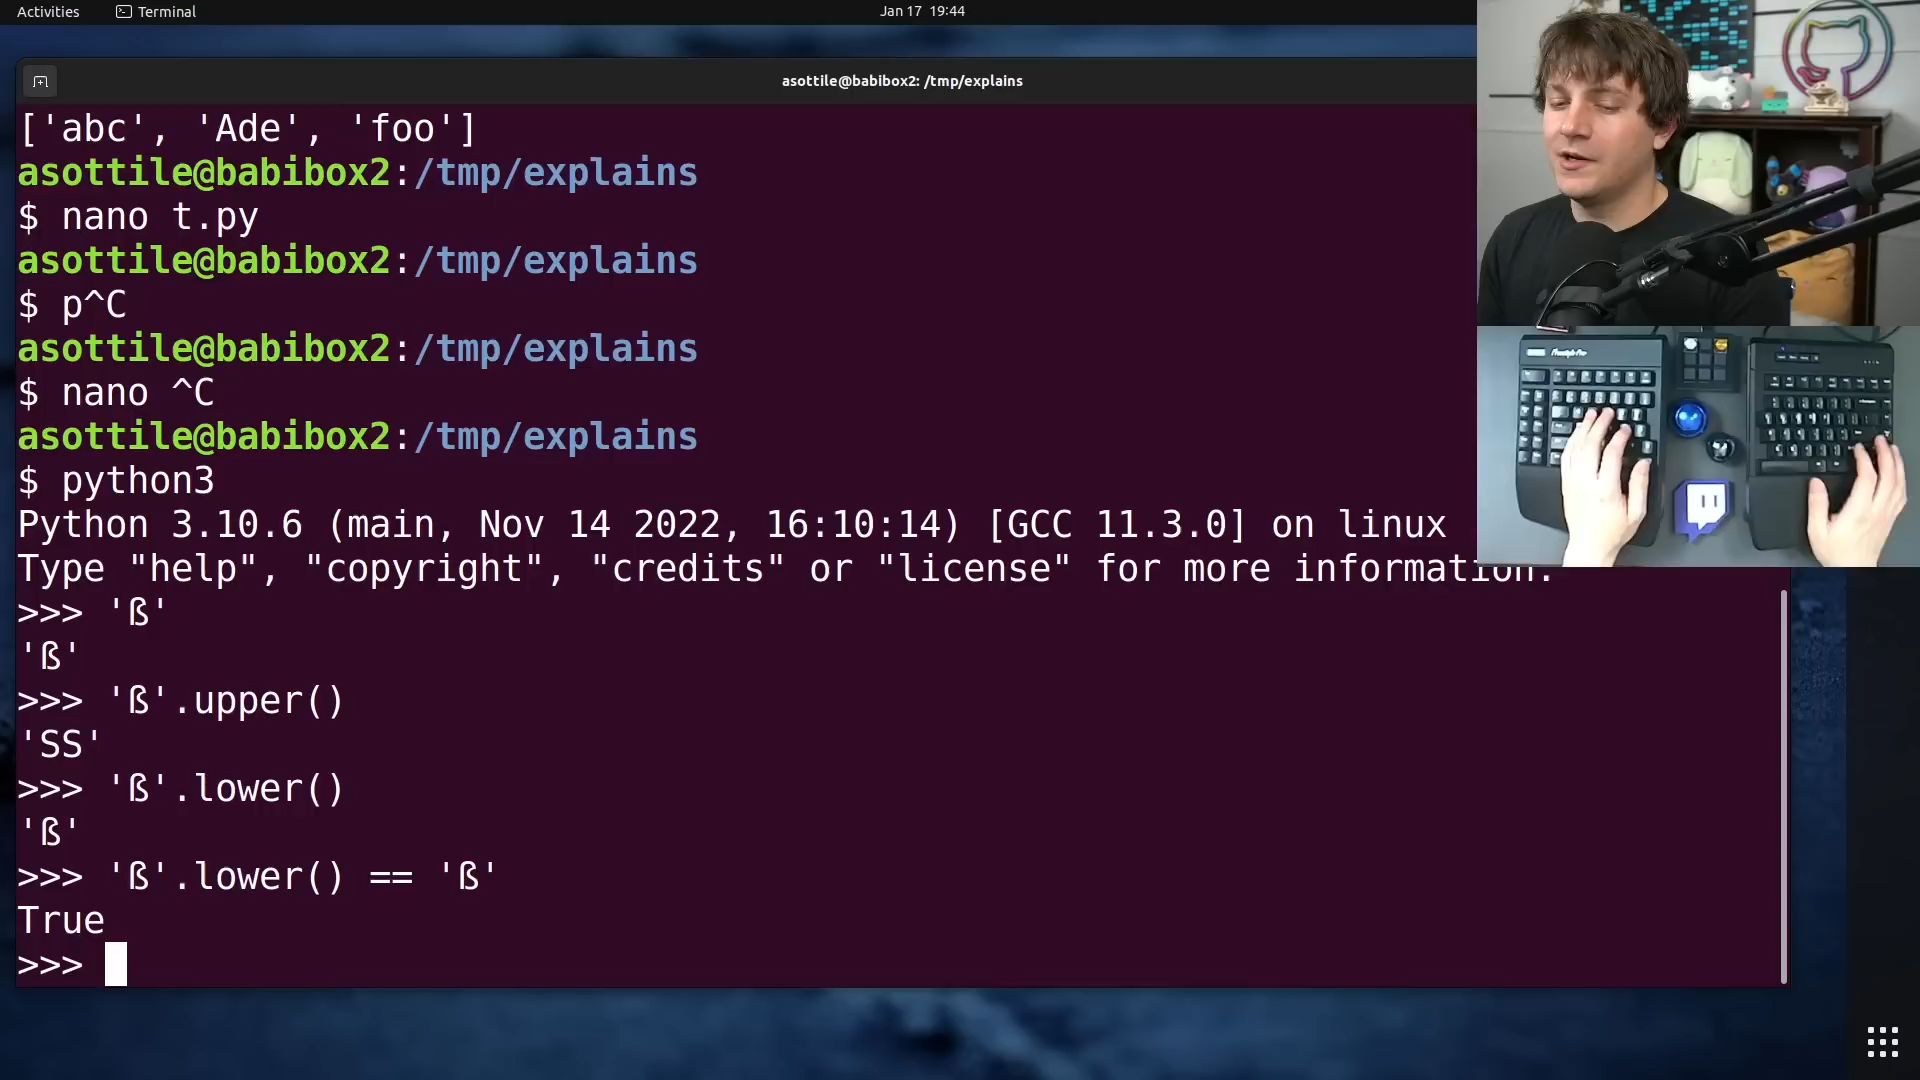 Activities
Terminal
Jan 17 19:44
asottile@babibox2: /tmp/explains
['abc', 'Ade', 'foo']
asottile@babibox2:/tmp/explains
$ nano t.py
asottile@babibox2:/tmp/explains
$ p^C
asottile@babibox2:/tmp/explains
$ nano ^C
asottile@babibox2:/tmp/explains
$ python3
Python 3.10.6 (main, Nov 14 2022, 16:10:14) [GCC 11.3.0] on linux
Type "help", "copyright", "credits" or "license" for more information.
>>> 'ß'
'ß'
>>> 'ß'.upper()
'SS'
>>> 'ß'.lower()
'ß'
>>> 'ß'.lower() == 'ß'
True
>>>